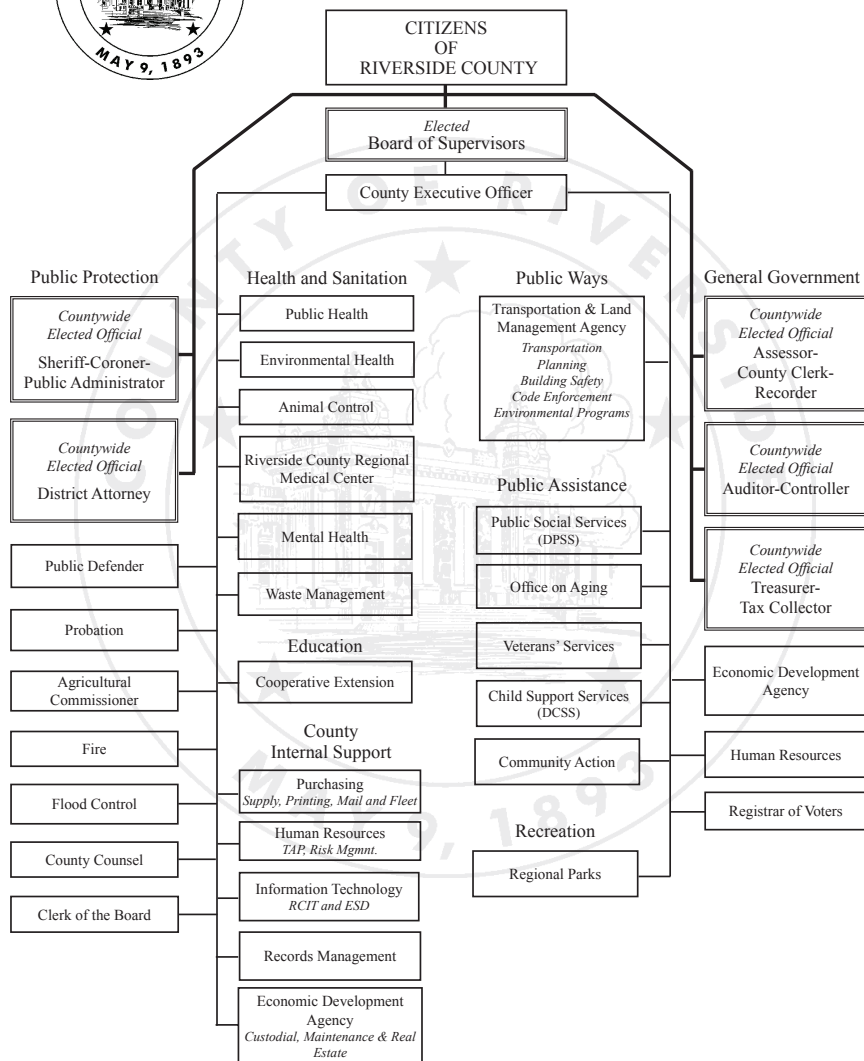 MAY 9, 1893
CITIZENS
OF
RIVERSIDE COUNTY
Elected
Board of Supervisors
County Executive Officer
COUNTY OF RIVERSIDE
MAY 9, 1893
Public Protection
Countywide
Elected Official
Sheriff-Coroner-
Public Administrator
Countywide
Elected Official
District Attorney
Public Defender
Probation
Agricultural
Commissioner
Fire
Flood Control
County Counsel
Clerk of the Board
Health and Sanitation
Public Health
Environmental Health
Animal Control
Riverside County Regional
Medical Center
Mental Health
Waste Management
Education
Cooperative Extension
County
Internal Support
Purchasing
Supply, Printing, Mail and Fleet
Human Resources
TAP, Risk Mgmnt.
Information Technology
RCIT and ESD
Records Management
Economic Development
Agency
Custodial, Maintenance & Real
Estate
Public Ways
Transportation & Land
Management Agency
Transportation
Planning
Building Safety
Code Enforcement
Environmental Programs
Public Assistance
Public Social Services
(DPSS)
Office on Aging
Veterans' Services
Child Support Services
(DCSS)
Community Action
Recreation
Regional Parks
General Government
Countywide
Elected Official
Assessor-
County Clerk-
Recorder
Countywide
Elected Official
Auditor-Controller
Countywide
Elected Official
Treasurer-
Tax Collector
Economic Development
Agency
Human Resources
Registrar of Voters